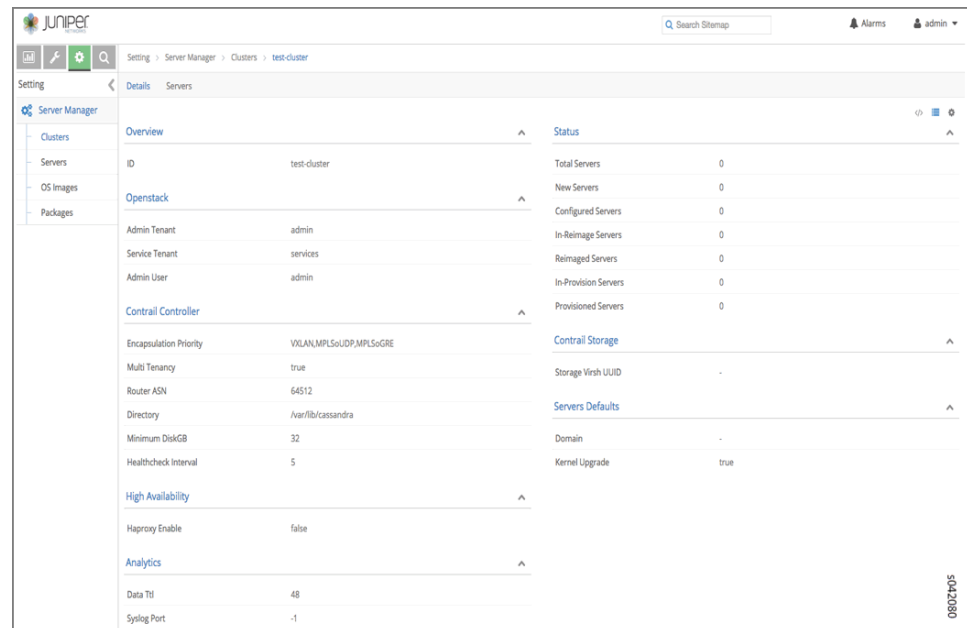 JUNIPER
NETWORKS
Search Sitemap
Alarms
admin
Setting > Server Manager > Clusters > test-cluster
Setting
Details Servers
Server Manager
Clusters
Servers
OS Images
Packages
Overview
ID test-cluster
Openstack
Admin Tenant admin
Service Tenant services
Admin User admin
Contrail Controller
Encapsulation Priority VXLAN,MPLSoUDP,MPLSoGRE
Multi Tenancy true
Router ASN 64512
Directory /var/lib/cassandra
Minimum DiskGB 32
Healthcheck Interval 5
High Availability
Haproxy Enable false
Analytics
Data Ttl 48
Syslog Port -1
Status
Total Servers 0
New Servers 0
Configured Servers 0
In-Reimage Servers 0
Reimaged Servers 0
In-Provision Servers 0
Provisioned Servers 0
Contrail Storage
Storage Virsh UUID -
Servers Defaults
Domain -
Kernel Upgrade true
s042080